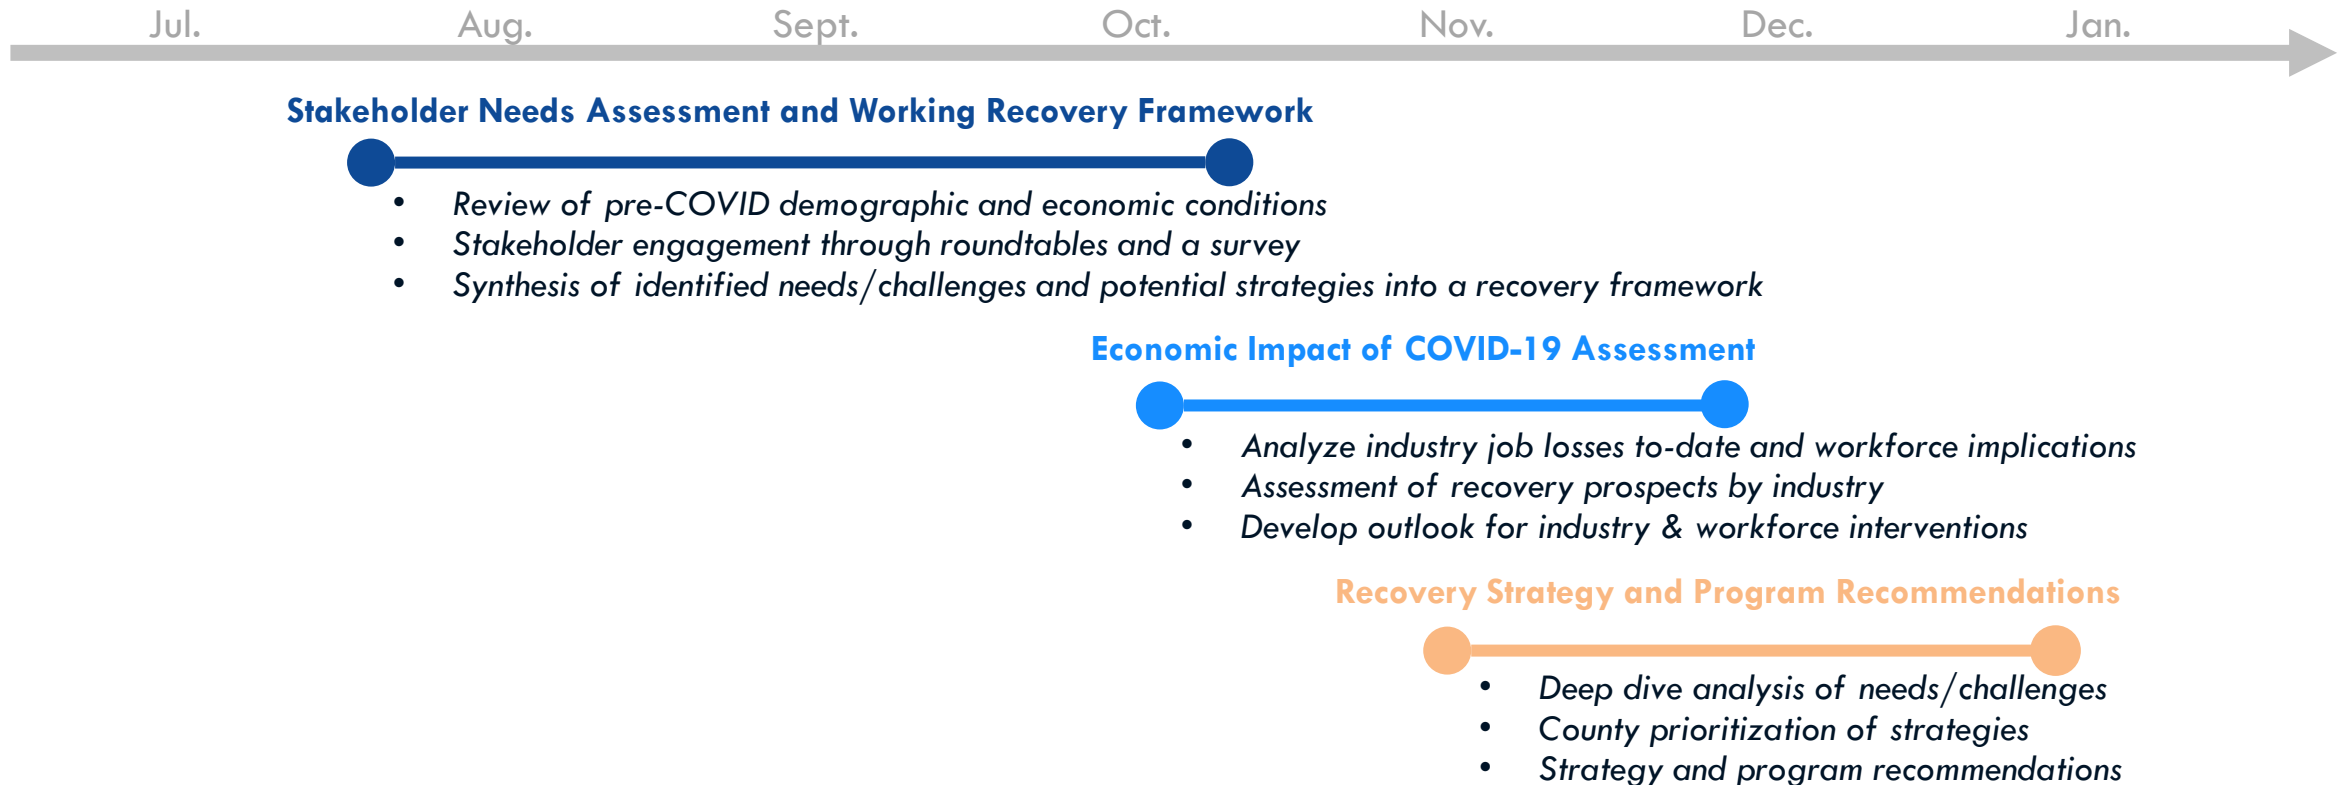 Jul. Aug. Sept. Oct. Nov. Dec. Jan.
Stakeholder Needs Assessment and Working Recovery Framework
• Review of pre-COVID demographic and economic conditions
• Stakeholder engagement through roundtables and a survey
• Synthesis of identified needs/challenges and potential strategies into a recovery framework
Economic Impact of COVID-19 Assessment
• Analyze industry job losses to-date and workforce implications
• Assessment of recovery prospects by industry
• Develop outlook for industry & workforce interventions
Recovery Strategy and Program Recommendations
• Deep dive analysis of needs/challenges
• County prioritization of strategies
• Strategy and program recommendations